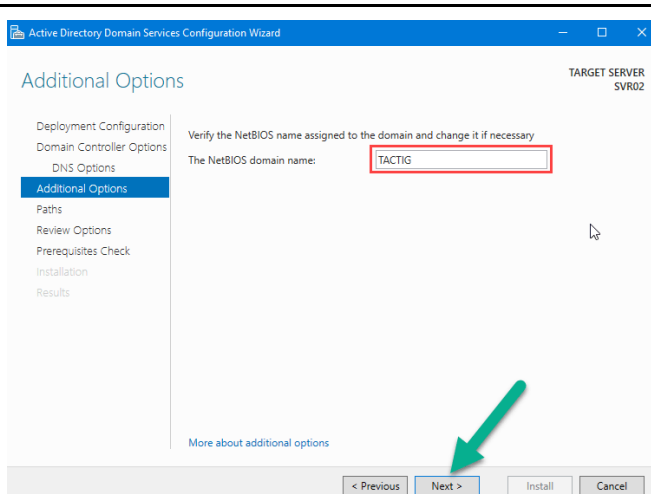 Active Directory Domain Services Configuration Wizard
Additional Options
TARGET SERVER
SVR02
Deployment Configuration
Domain Controller Options
DNS Options
Additional Options
Paths
Review Options
Prerequisites Check
Installation
Results
Verify the NetBIOS name assigned to the domain and change it if necessary
The NetBIOS domain name: TACTIG
More about additional options
< Previous Next > Install Cancel